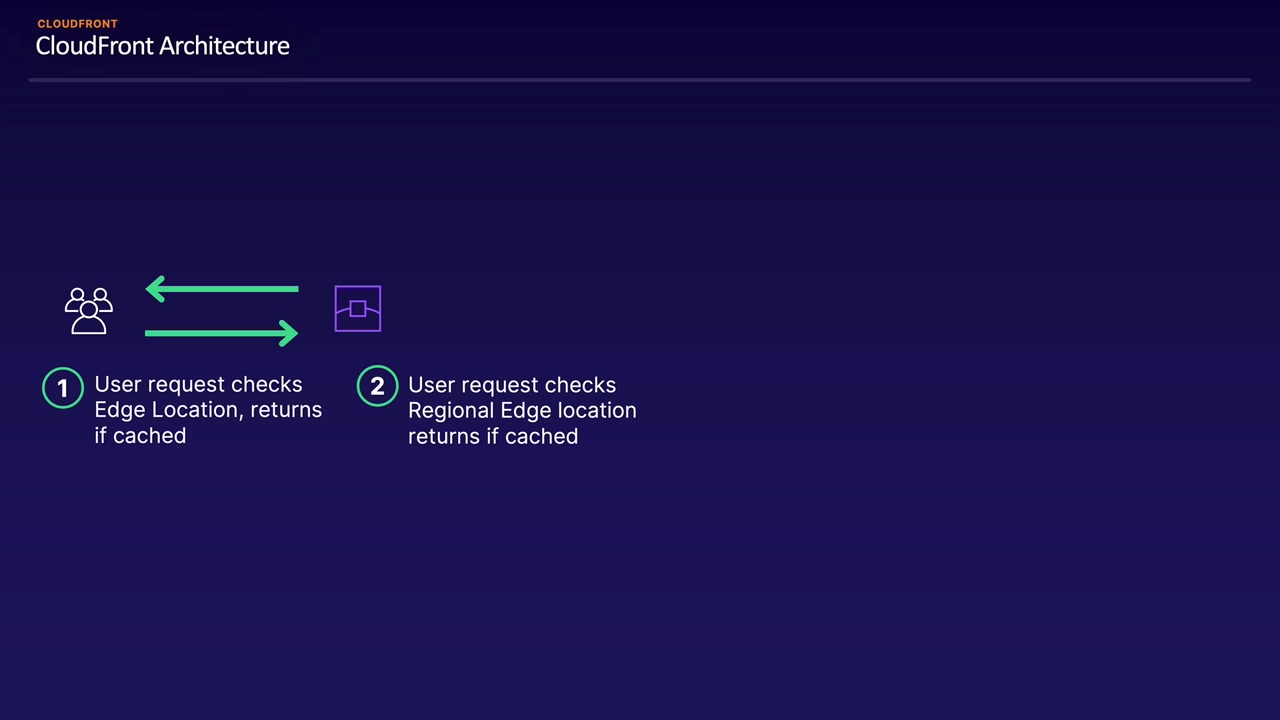 CLOUDFRONT
CloudFront Architecture
1
User request checks
Edge Location, returns
if cached
2
User request checks
Regional Edge location
returns if cached